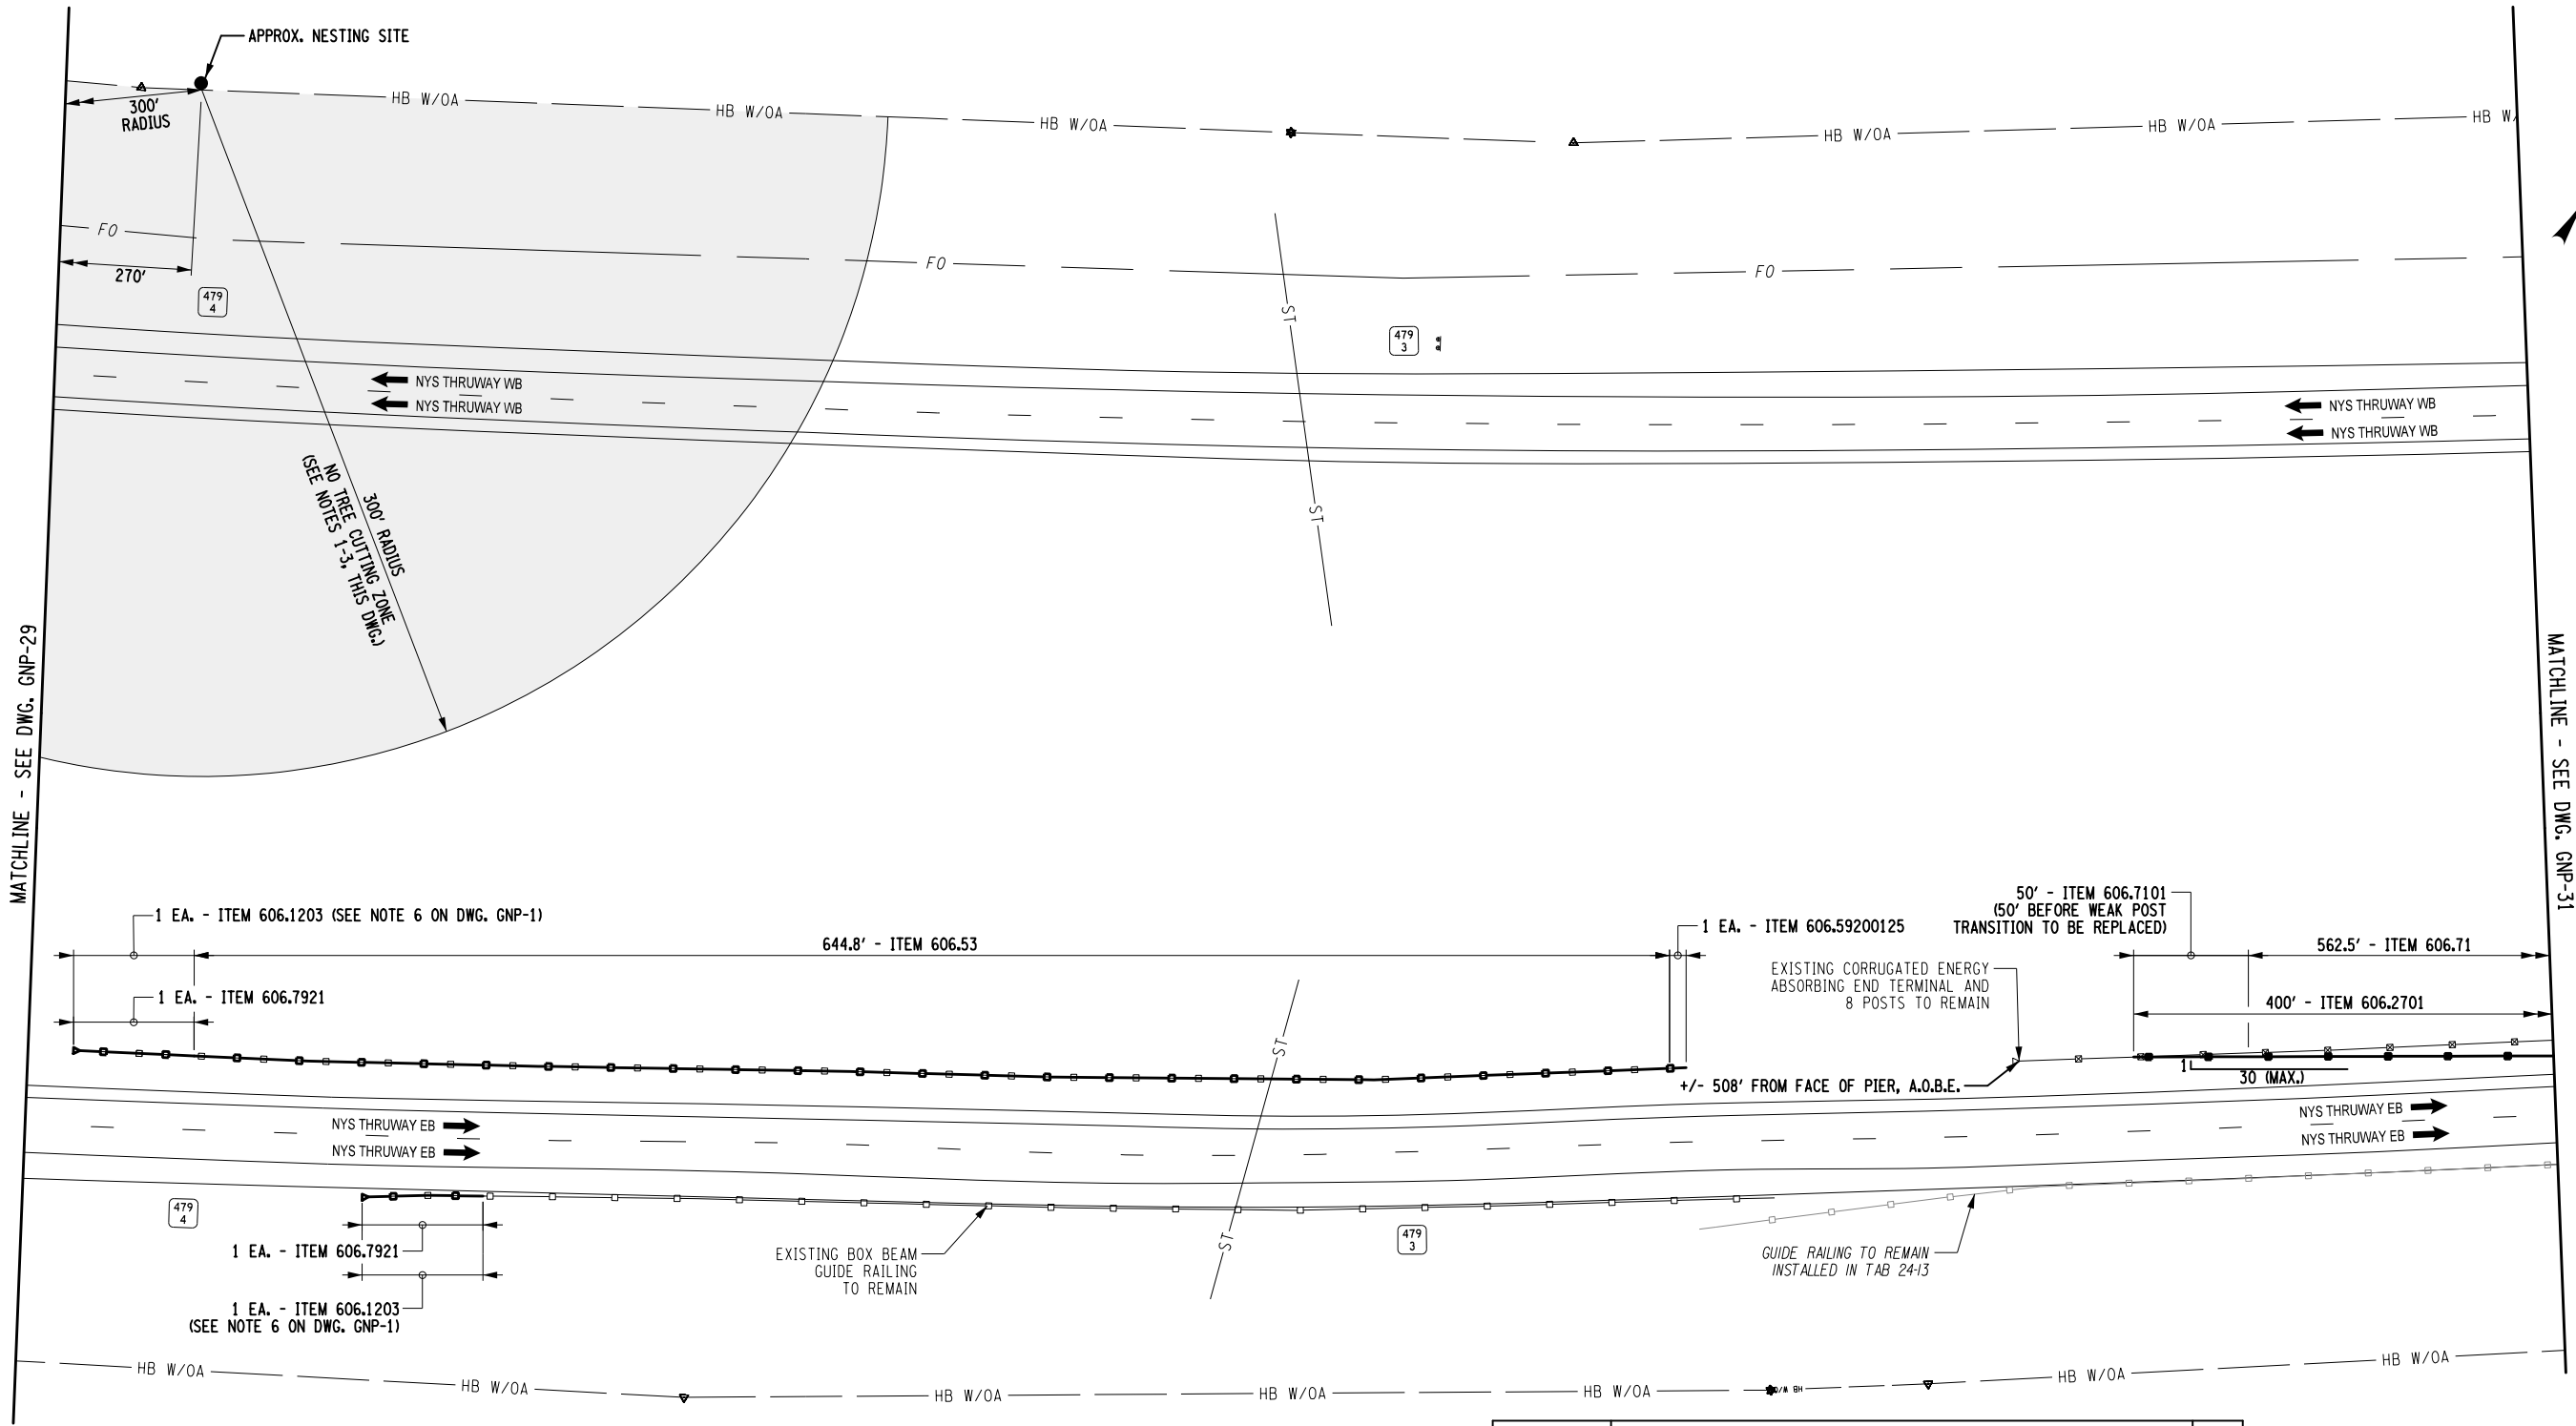 APPROX. NESTING SITE
HB W/OA
HB W/OA
HB W/OA
HB W/OA
HB W/OA
HB W/
300'
RADIUS
FO
FO
FO
270'
479
4
ST
479
3
NYS THRUWAY WB
NYS THRUWAY WB
NYS THRUWAY WB
NYS THRUWAY WB
300' RADIUS
NO TREE CUTTING ZONE
(SEE NOTES 1-3, THIS DWG.)
ST
MATCHLINE - SEE DWG. GNP-29
MATCHLINE - SEE DWG. GNP-31
1 EA. - ITEM 606.1203 (SEE NOTE 6 ON DWG. GNP-1)
644.8' - ITEM 606.53
1 EA. - ITEM 606.59200125
50' - ITEM 606.7101
(50' BEFORE WEAK POST
TRANSITION TO BE REPLACED)
562.5' - ITEM 606.71
1 EA. - ITEM 606.7921
EXISTING CORRUGATED ENERGY
ABSORBING END TERMINAL AND
8 POSTS TO REMAIN
400' - ITEM 606.2701
ST
+/- 508' FROM FACE OF PIER, A.O.B.E.
1
30 (MAX.)
NYS THRUWAY EB
NYS THRUWAY EB
NYS THRUWAY EB
NYS THRUWAY EB
479
4
1 EA. - ITEM 606.7921
1 EA. - ITEM 606.1203
(SEE NOTE 6 ON DWG. GNP-1)
EXISTING BOX BEAM
GUIDE RAILING
TO REMAIN
ST
479
3
GUIDE RAILING TO REMAIN
INSTALLED IN TAB 24-13
HB W/OA
HB W/OA
HB W/OA
HB W/OA
HB W/OA
HB W/O
HB W/OA
HB W/OA